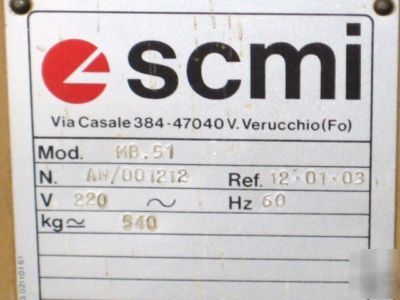 scmi
Via Casale 384-47040 V. Verucchio (Fo)
Mod. MB.51
N. AN/001212 Ref. 12·01·03
V 220 ~ Hz 60
kg≃ 540